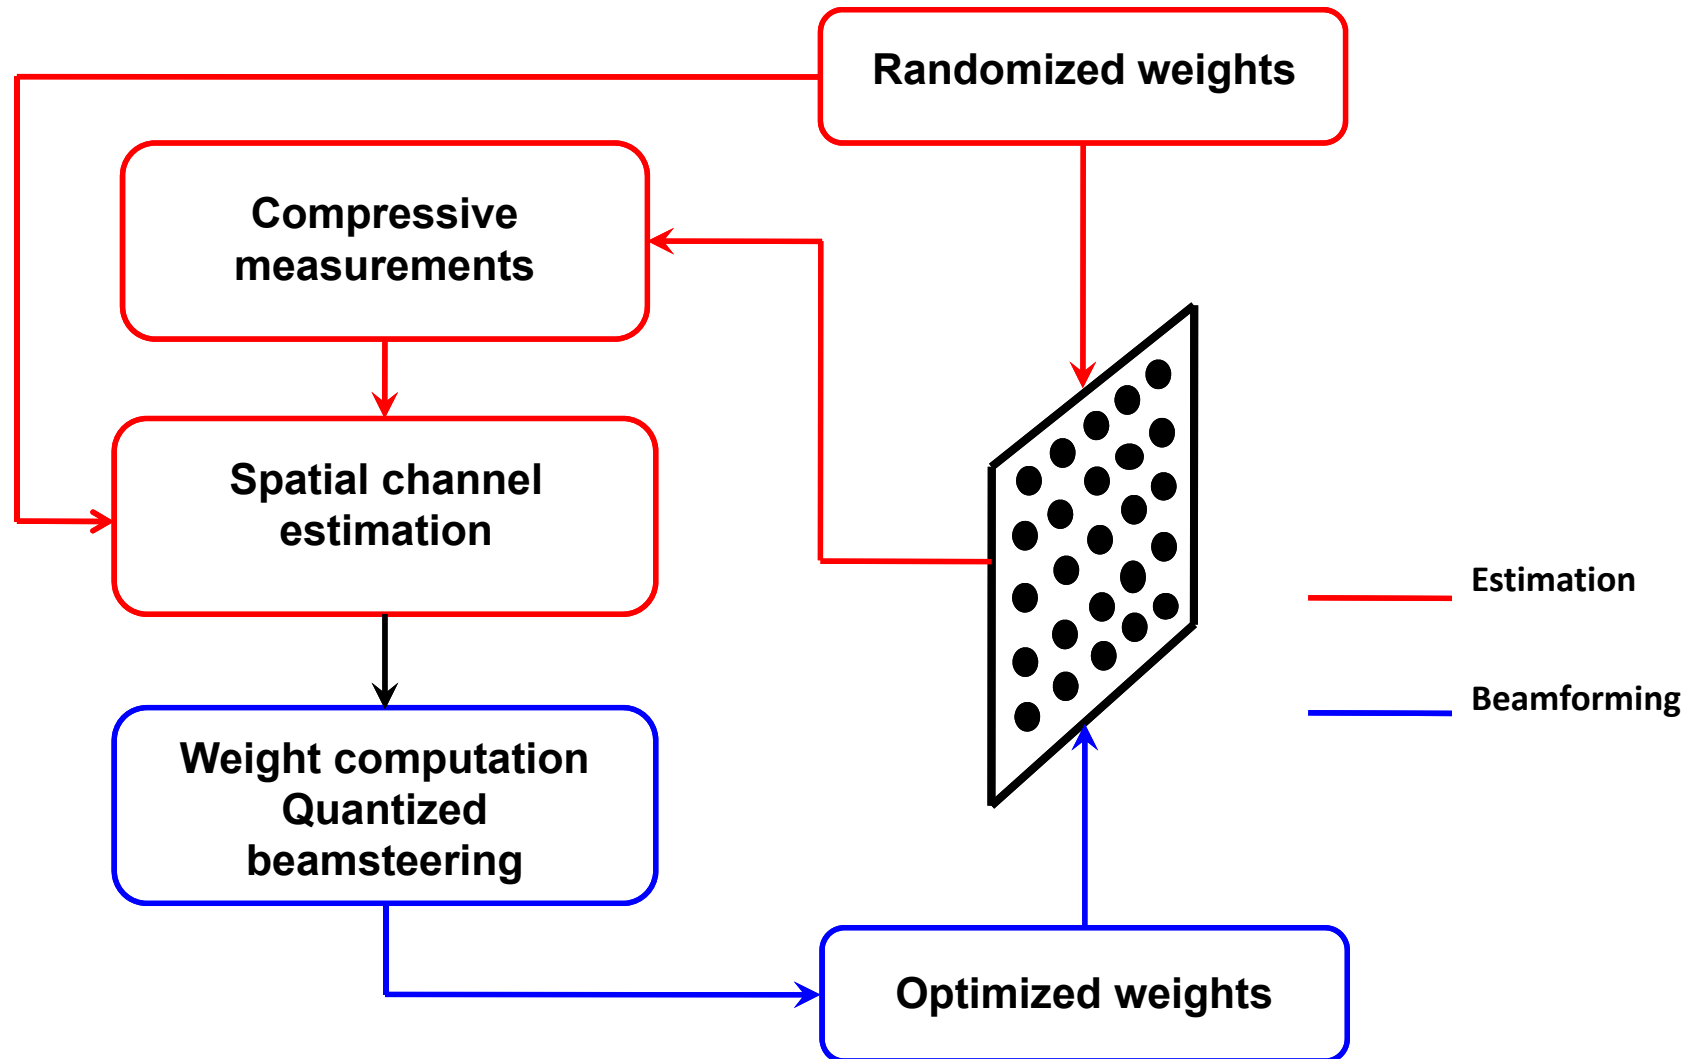 Randomized weights
Compressive
measurements
Spatial channel
estimation
Estimation
Beamforming
Weight computation
Quantized
beamsteering
Optimized weights